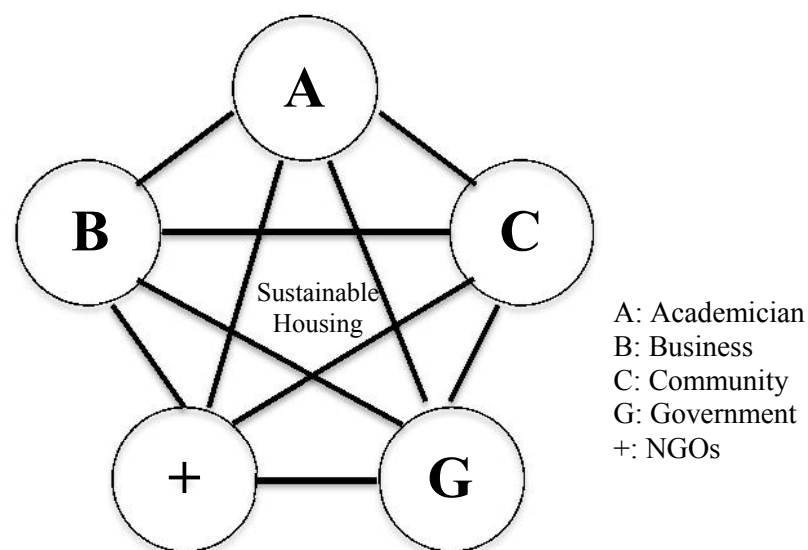 A
B
C
Sustainable
Housing
+
G
A: Academician
B: Business
C: Community
G: Government
+: NGOs